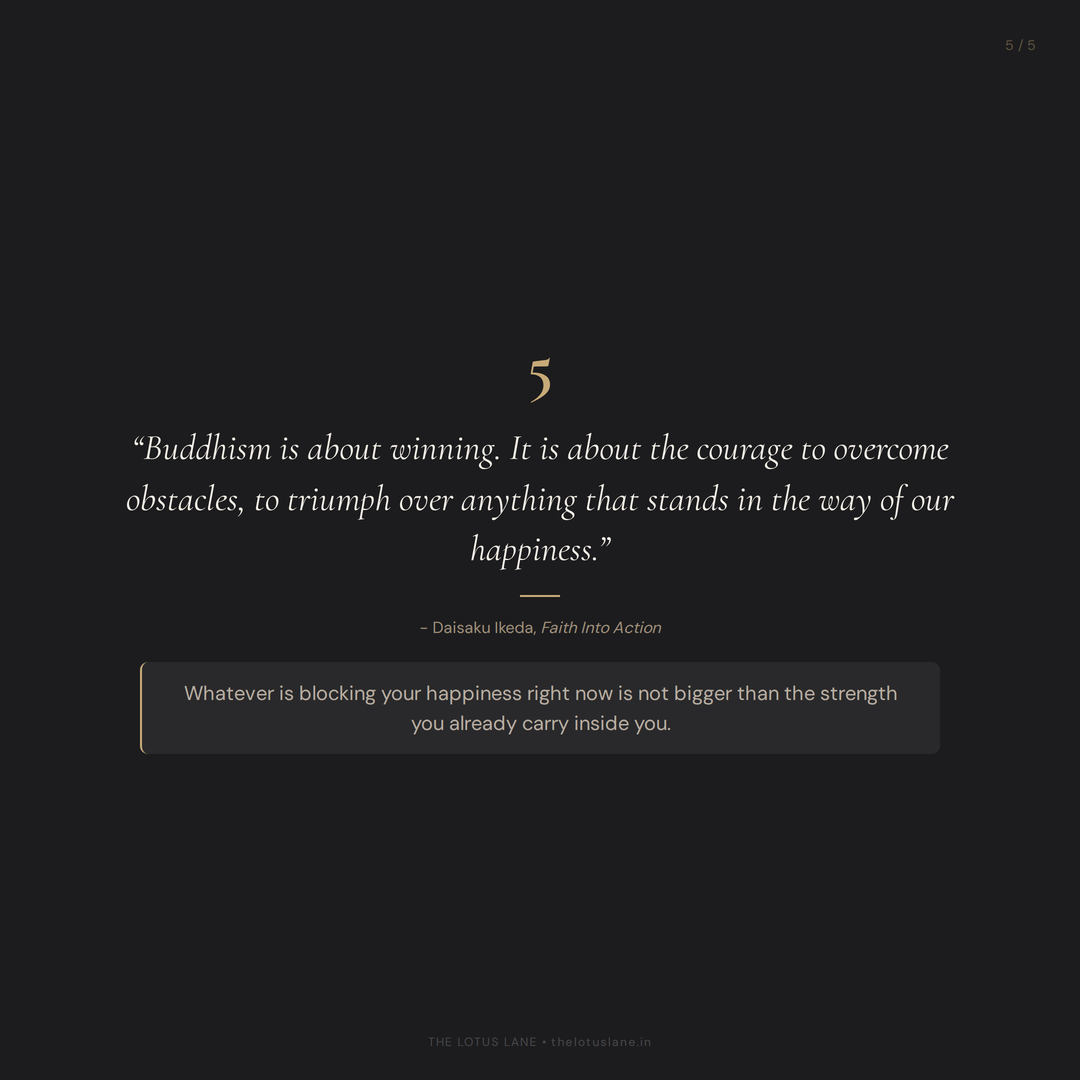 5 / 5
5
“Buddhism is about winning. It is about the courage to overcome
obstacles, to triumph over anything that stands in the way of our
happiness.”
– Daisaku Ikeda, Faith Into Action
Whatever is blocking your happiness right now is not bigger than the strength
you already carry inside you.
THE LOTUS LANE • thelotuslane.in